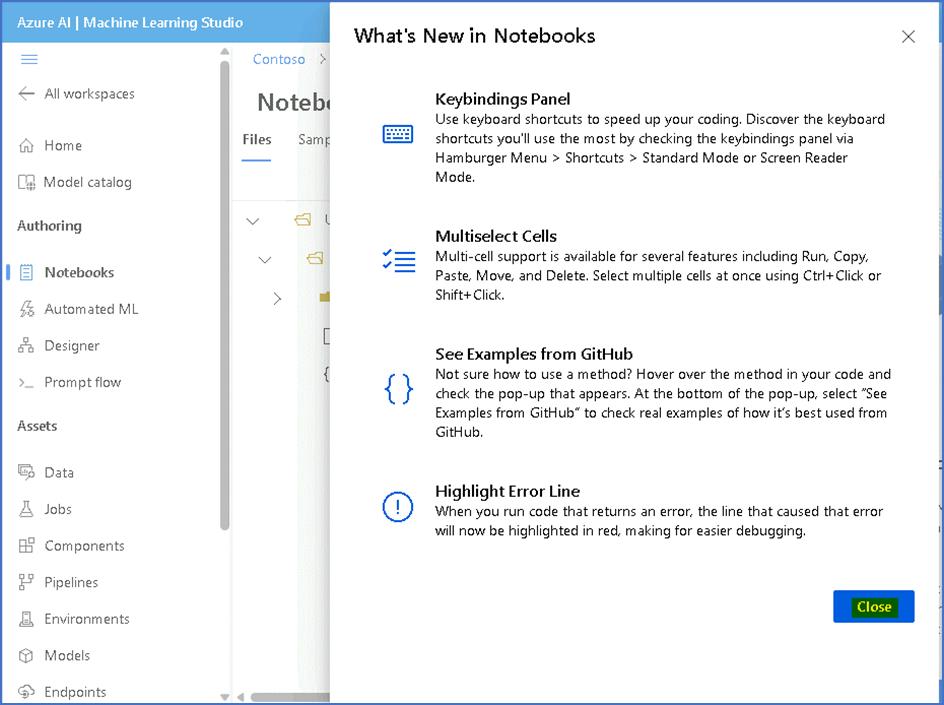 Azure AI | Machine Learning Studio
All workspaces
Home
Model catalog
Authoring
Notebooks
Automated ML
Designer
Prompt flow
Assets
Data
Jobs
Components
Pipelines
Environments
Models
Endpoints
Contoso
Files
What's New in Notebooks
Keybindings Panel
Use keyboard shortcuts to speed up your coding. Discover the keyboard
shortcuts you'll use the most by checking the keybindings panel via
Hamburger Menu > Shortcuts > Standard Mode or Screen Reader
Mode.
Multiselect Cells
Multi-cell support is available for several features including Run, Copy,
Paste, Move, and Delete. Select multiple cells at once using Ctrl+Click or
Shift+Click.
See Examples from GitHub
Not sure how to use a method? Hover over the method in your code and
check the pop-up that appears. At the bottom of the pop-up, select “See
Examples from GitHub” to check real examples of how it’s best used from
GitHub.
Highlight Error Line
When you run code that returns an error, the line that caused that error
will now be highlighted in red, making for easier debugging.
Close